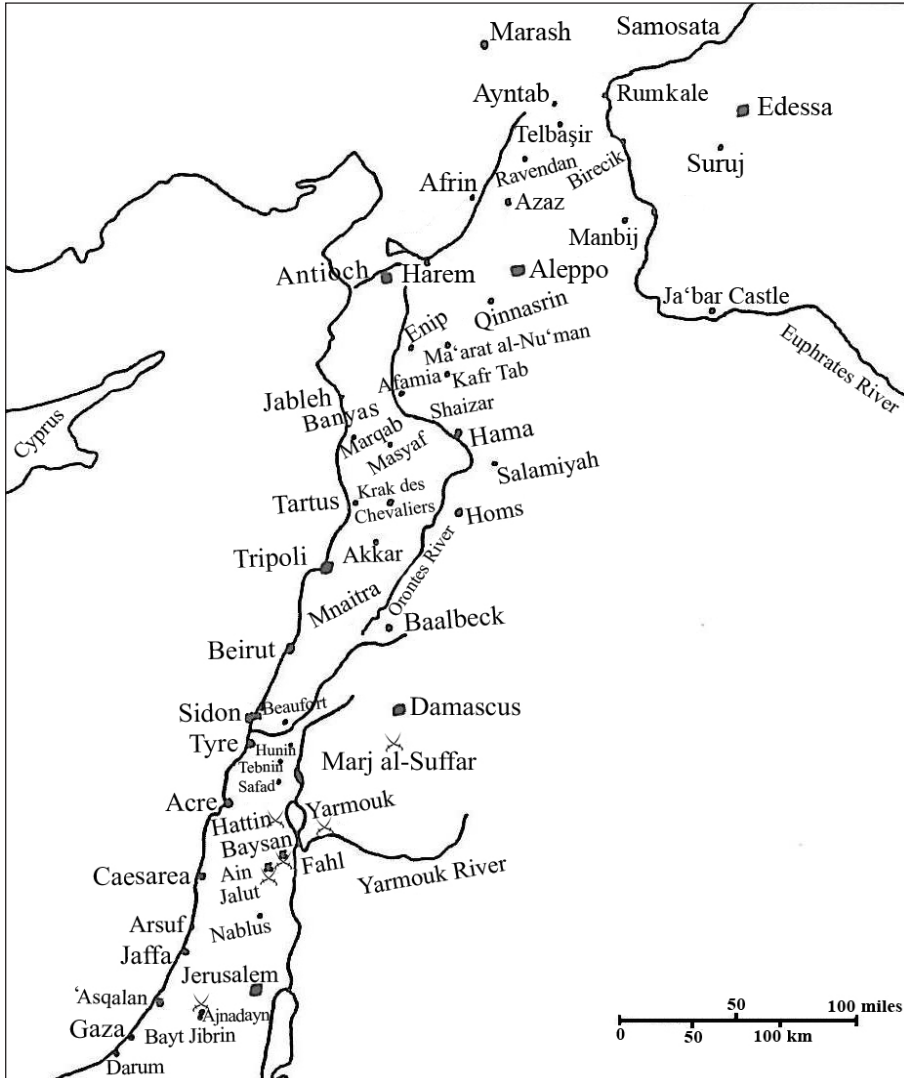 Marash
Samosata
Ayntab
Rumkale
Edessa
Telbaşir
Ravendan
Birecik
Suruj
Afrin
Azaz
Manbij
Antioch
Harem
Aleppo
Ja‘bar Castle
Qinnasrin
Enip
Ma‘arat al-Nu‘man
Euphrates River
Afamia
Kafr Tab
Jableh
Banyas
Shaizar
Cyprus
Marqab
Masyaf
Hama
Salamiyah
Tartus
Krak des
Chevaliers
Homs
Tripoli
Akkar
Orontes River
Mnaitra
Baalbeck
Beirut
Sidon
Beaufort
Damascus
Tyre
Hunin
Tebnin
Marj al-Suffar
Safad
Acre
Hattin
Yarmouk
Baysan
Fahl
Caesarea
Ain
Jalut
Yarmouk River
Arsuf
Nablus
Jaffa
Jerusalem
‘Asqalan
Ajnadayn
Gaza
Bayt Jibrin
Darum
50
100 miles
0
50
100 km